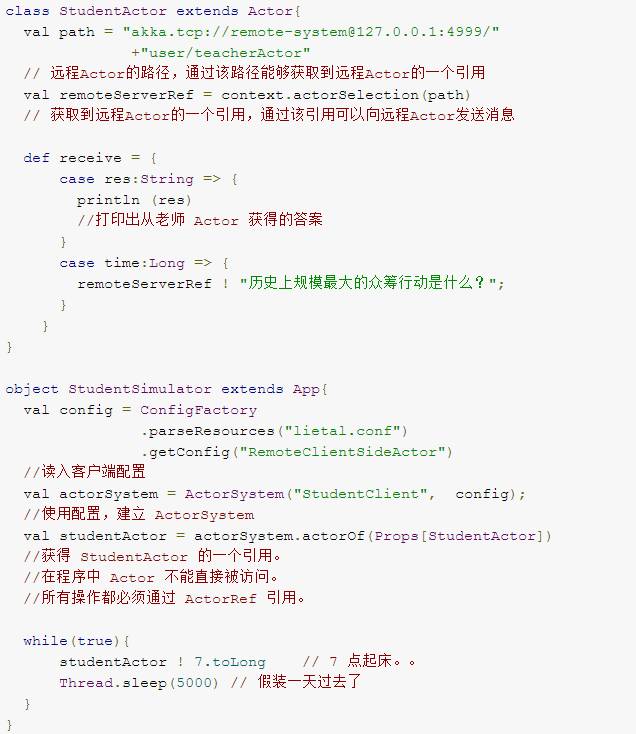 class StudentActor extends Actor{
  val path = "akka.tcp://remote-system@127.0.0.1:4999/"
              +"user/teacherActor"
  // 远程Actor的路径，通过该路径能够获取到远程Actor的一个引用
  val remoteServerRef = context.actorSelection(path)
  // 获取到远程Actor的一个引用，通过该引用可以向远程Actor发送消息

  def receive = {
      case res:String => {
        println (res)
        //打印出从老师 Actor 获得的答案
      }
      case time:Long => {
        remoteServerRef ! "历史上规模最大的众筹行动是什么？";
      }
    }
}

object StudentSimulator extends App{
  val config = ConfigFactory
               .parseResources("lietal.conf")
               .getConfig("RemoteClientSideActor")
  //读入客户端配置
  val actorSystem = ActorSystem("StudentClient",  config);
  //使用配置，建立 ActorSystem
  val studentActor = actorSystem.actorOf(Props[StudentActor])
  //获得 StudentActor 的一个引用。
  //在程序中 Actor 不能直接被访问。
  //所有操作都必须通过 ActorRef 引用。

  while(true){
      studentActor ! 7.toLong    // 7 点起床。。
      Thread.sleep(5000) // 假装一天过去了
  }
}